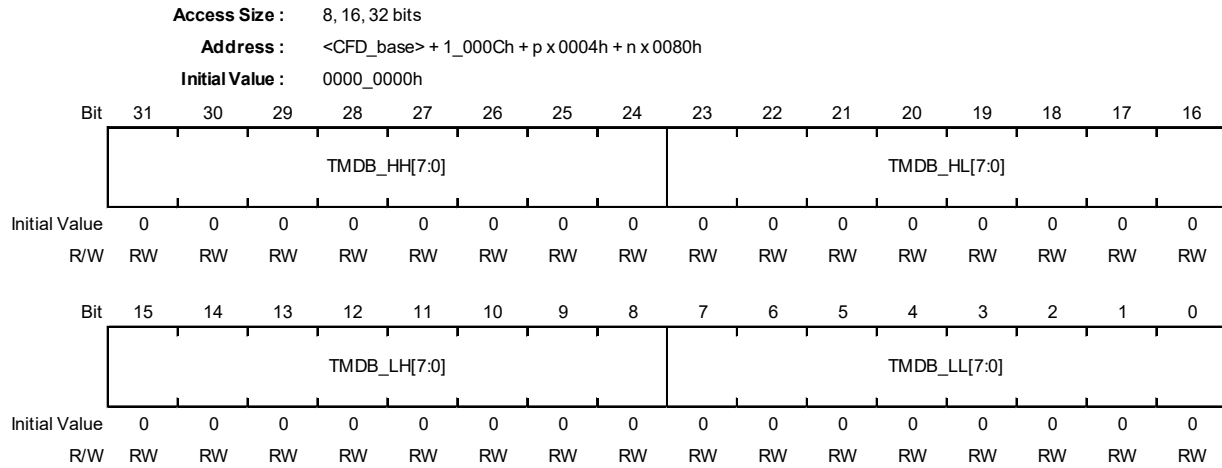 Access Size : 8, 16, 32 bits
Address : <CFD_base> + 1_000Ch + p x 0004h + n x 0080h
Initial Value : 0000_0000h
Bit 31 30 29 28 27 26 25 24 23 22 21 20 19 18 17 16
TMDB_HH[7:0] TMDB_HL[7:0]
Initial Value 0 0 0 0 0 0 0 0 0 0 0 0 0 0 0 0
R/W RW RW RW RW RW RW RW RW RW RW RW RW RW RW RW RW
Bit 15 14 13 12 11 10 9 8 7 6 5 4 3 2 1 0
TMDB_LH[7:0] TMDB_LL[7:0]
Initial Value 0 0 0 0 0 0 0 0 0 0 0 0 0 0 0 0
R/W RW RW RW RW RW RW RW RW RW RW RW RW RW RW RW RW